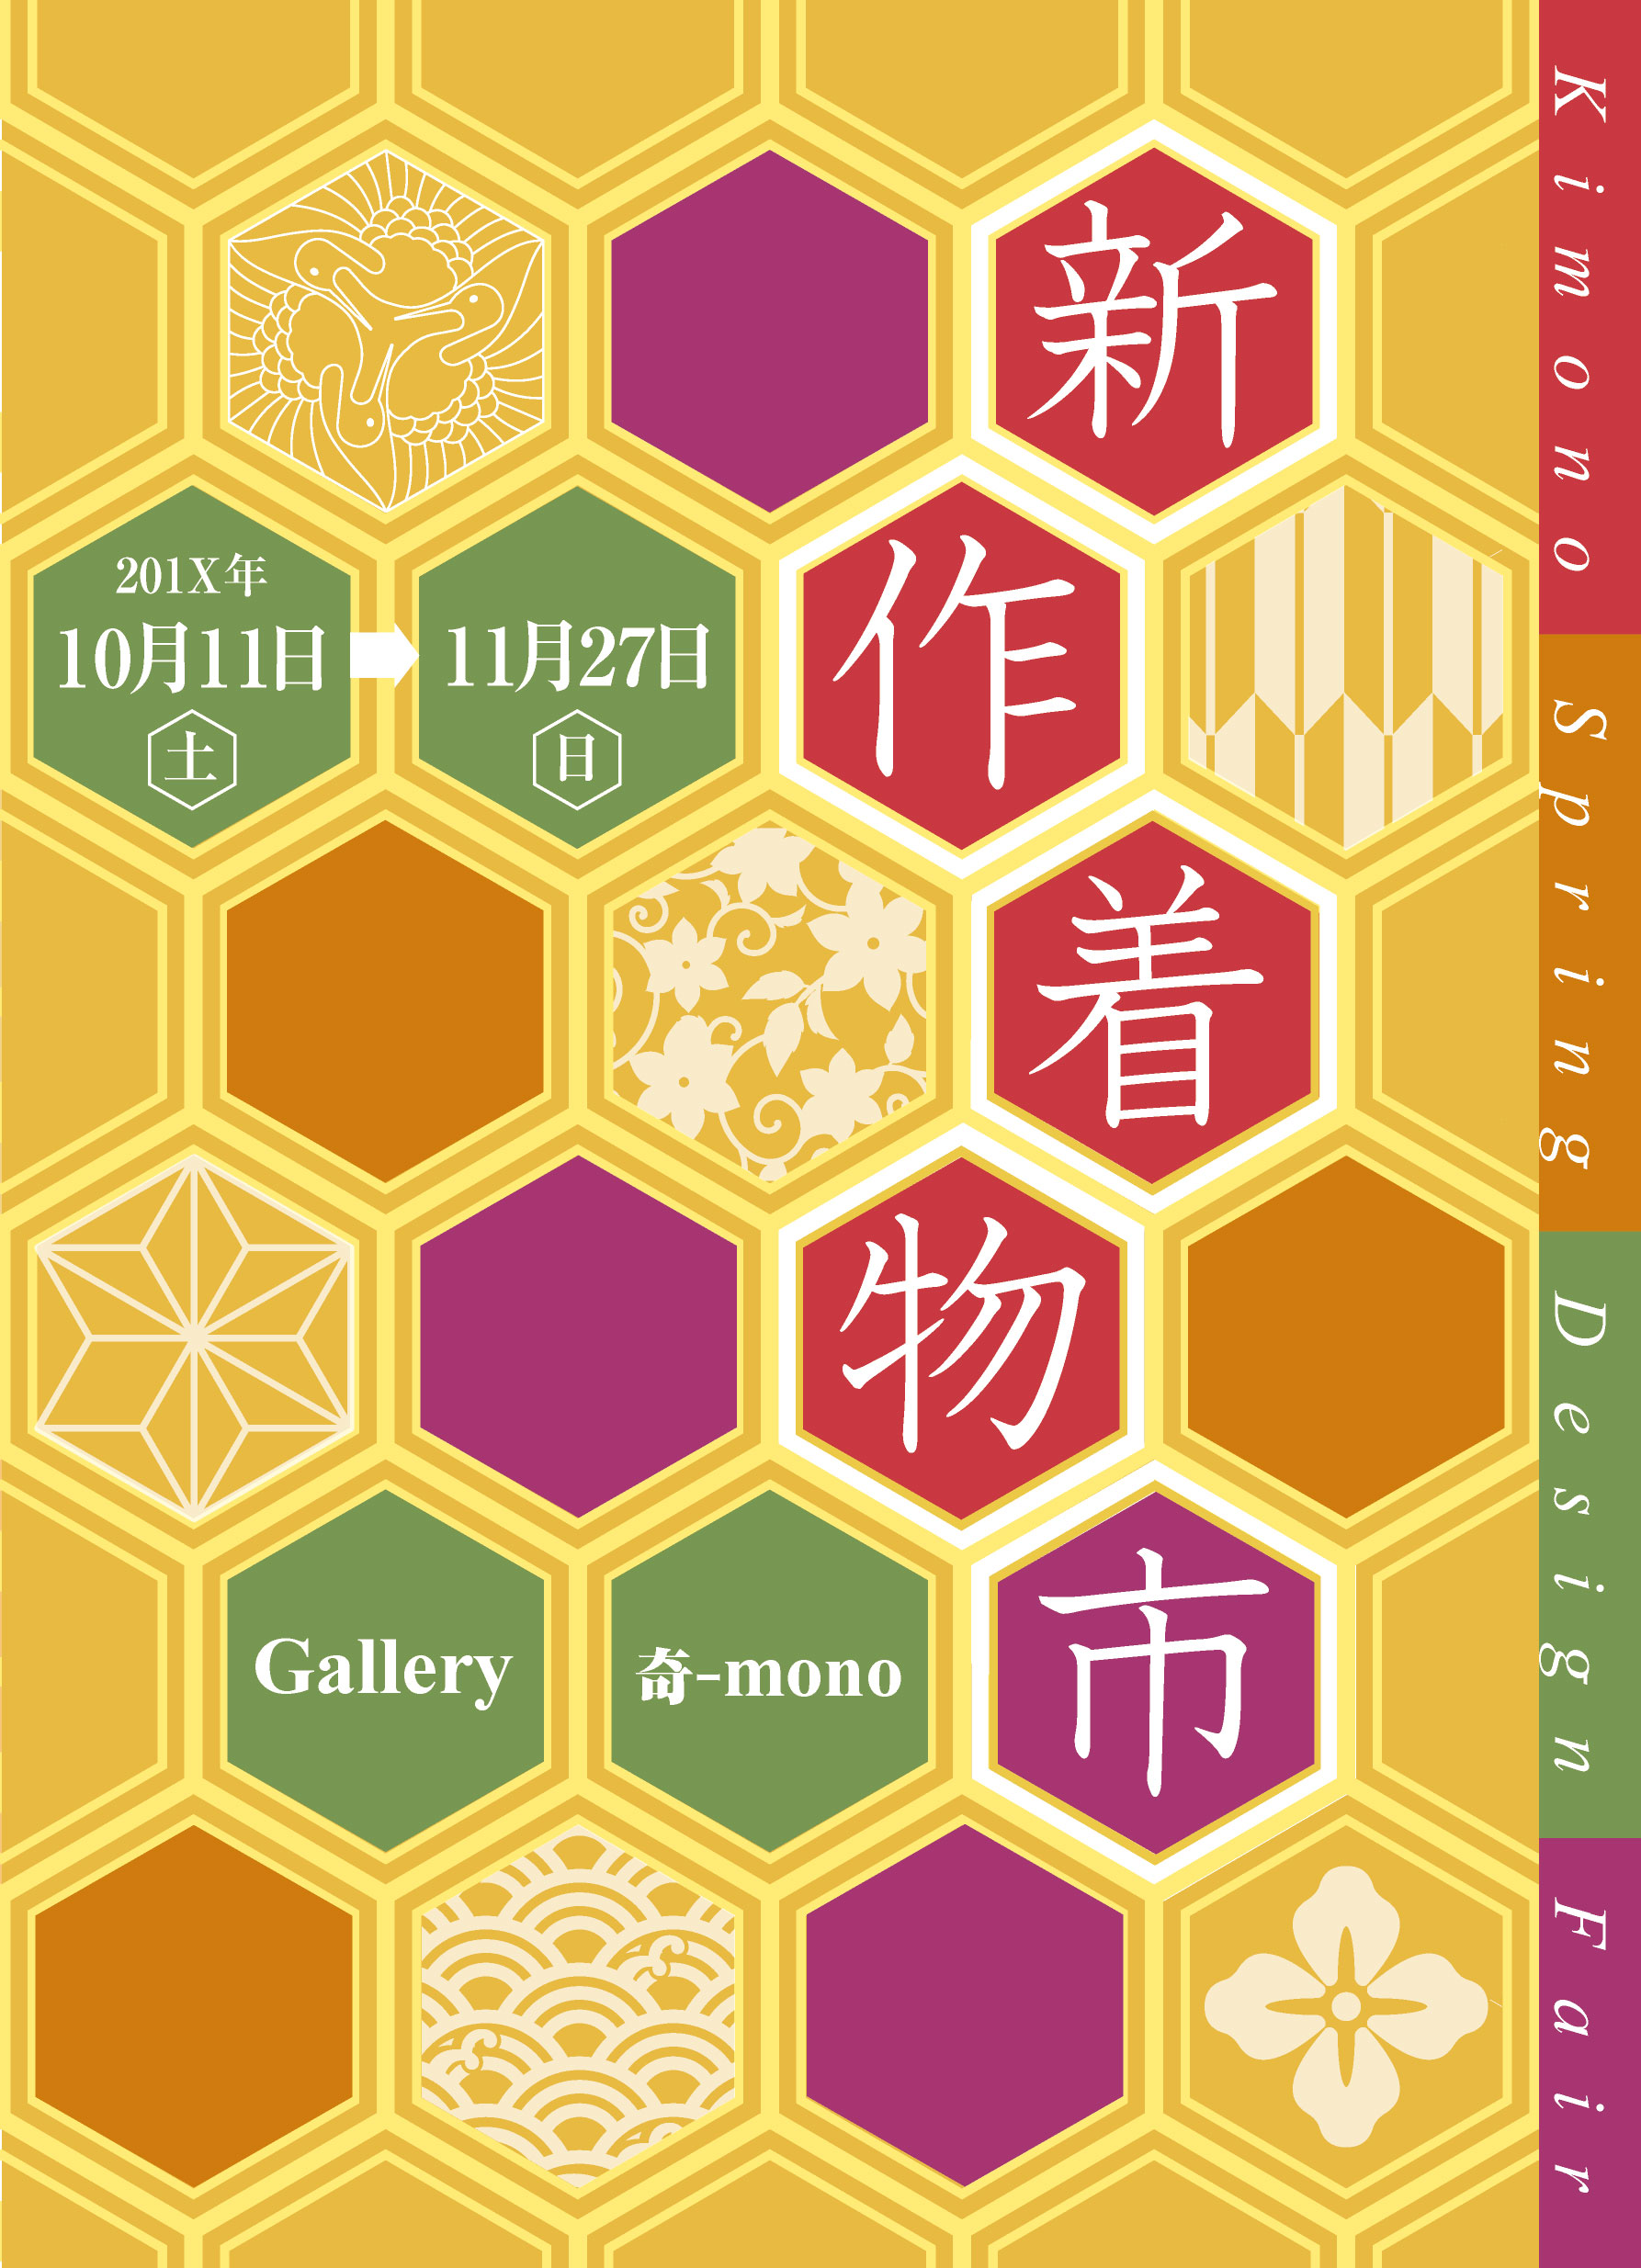 新作着物市
201X年
10月11日
土
11月27日
日
Gallery
奇-mono
Kimono Spring Design Fair